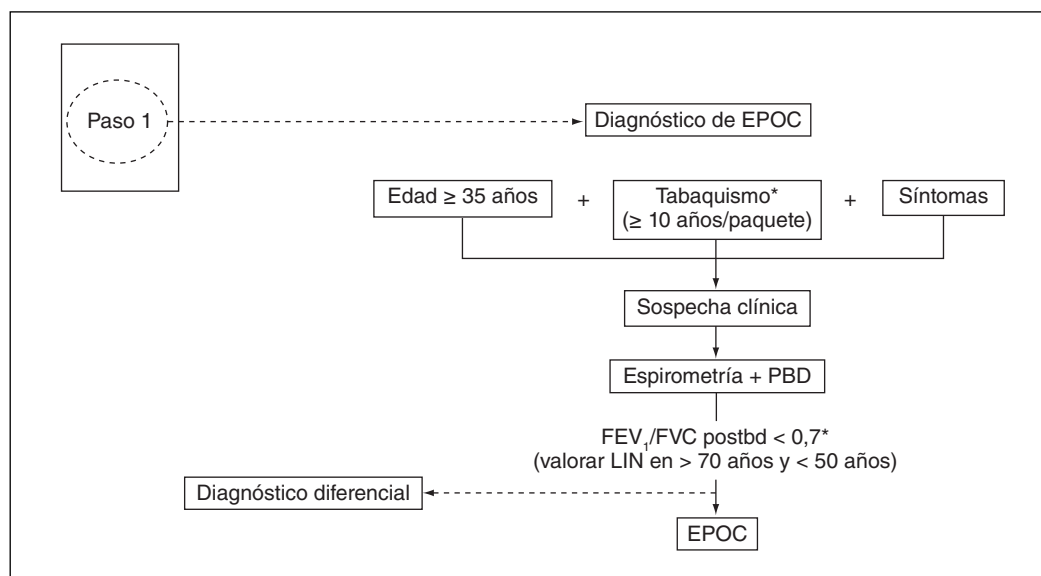 Paso 1
Diagnóstico de EPOC
Edad ≥ 35 años
+
Tabaquismo*
(≥ 10 años/paquete)
+
Síntomas
Sospecha clínica
Espirometría + PBD
FEV₁/FVC postbd < 0,7*
(valorar LIN en > 70 años y < 50 años)
Diagnóstico diferencial
EPOC